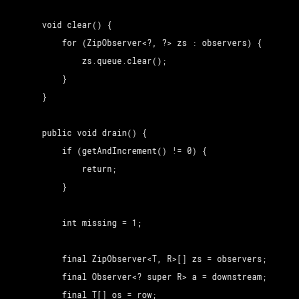 void clear() {
for (ZipObserver<?, ?> zs : observers) {
zs.queue.clear();
}
}
public void drain() {
if (getAndIncrement() != 0) {
return;
}
int missing = 1;
final ZipObserver<T, R>[] zs = observers;
final Observer<? super R> a = downstream;
final T[] os = row;